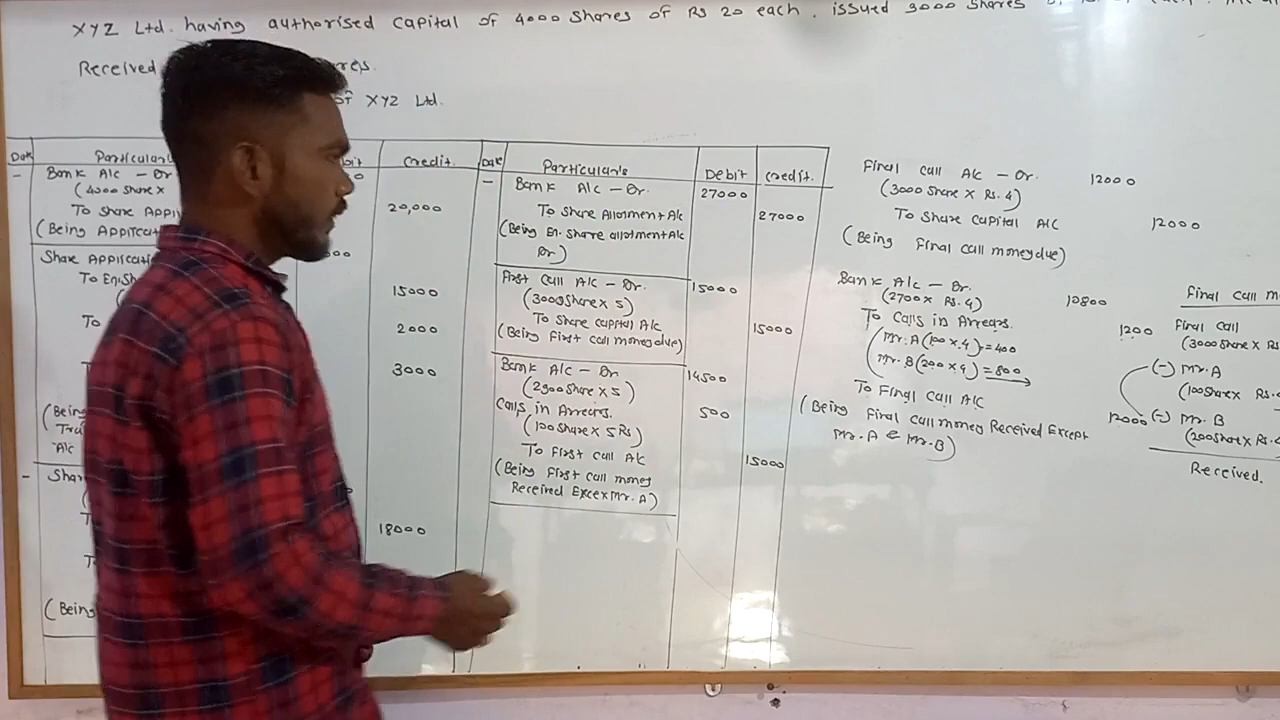 XYZ Ltd. having authorised capital of 4000 shares of Rs 20 each. issued 3000 shares
Received
of XYZ Ltd.
Date Particulars Credit.
- Bank A/c - Dr
(4000 share x
To share Appli 20,000
(Being Application
Share Applicati
To Eq. sh 15000
To 2000
3000
(Being
Tra
A/c
- Shar
18000
(Being
Date Particular's Debit credit.
- Bank A/c - Dr. 27000
To Share Allotment A/c 27000
(Being Eq. share allotment A/c
Dr)
First call A/c - Dr. 15000
(3000 share x 5)
To share capital A/c 15000
(Being First call money due)
Bank A/c - Dr 14500
(2900 share x 5)
Calls in Arrears. 500
(100 share x 5 Rs)
To First call A/c 15000
(Being First call money
Received Except Mr. A)
Final call A/c - Dr. 12000
(3000 share x Rs. 4)
To Share capital A/c 12000
(Being Final call money due)
Bank A/c - Dr. 10800
(2700 x Rs. 4)
To Calls in Arrears. 1200
(Mr. A (100 x 4) = 400
Mr. B (200 x 4) = 800
To Final call A/c 12000
(Being Final call money Received Except
Mr. A & Mr. B)
Final call m
Final call
(3000 share x Rs
(-) Mr. A
(100 share x Rs.
(-) Mr. B
(200 share x Rs.
Received.